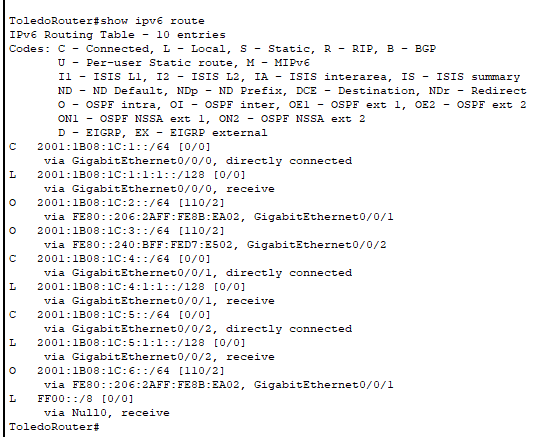 ToledoRouter#show ipv6 route
IPv6 Routing Table - 10 entries
Codes: C - Connected, L - Local, S - Static, R - RIP, B - BGP
       U - Per-user Static route, M - MIPv6
       I1 - ISIS L1, I2 - ISIS L2, IA - ISIS interarea, IS - ISIS summary
       ND - ND Default, NDp - ND Prefix, DCE - Destination, NDr - Redirect
       O - OSPF intra, OI - OSPF inter, OE1 - OSPF ext 1, OE2 - OSPF ext 2
       ON1 - OSPF NSSA ext 1, ON2 - OSPF NSSA ext 2
       D - EIGRP, EX - EIGRP external
C   2001:1B08:1C:1::/64 [0/0]
     via GigabitEthernet0/0/0, directly connected
L   2001:1B08:1C:1:1:1::/128 [0/0]
     via GigabitEthernet0/0/0, receive
O   2001:1B08:1C:2::/64 [110/2]
     via FE80::206:2AFF:FE8B:EA02, GigabitEthernet0/0/1
O   2001:1B08:1C:3::/64 [110/2]
     via FE80::240:BFF:FED7:E502, GigabitEthernet0/0/2
C   2001:1B08:1C:4::/64 [0/0]
     via GigabitEthernet0/0/1, directly connected
L   2001:1B08:1C:4:1:1::/128 [0/0]
     via GigabitEthernet0/0/1, receive
C   2001:1B08:1C:5::/64 [0/0]
     via GigabitEthernet0/0/2, directly connected
L   2001:1B08:1C:5:1:1::/128 [0/0]
     via GigabitEthernet0/0/2, receive
O   2001:1B08:1C:6::/64 [110/2]
     via FE80::206:2AFF:FE8B:EA02, GigabitEthernet0/0/1
L   FF00::/8 [0/0]
     via Null0, receive
ToledoRouter#